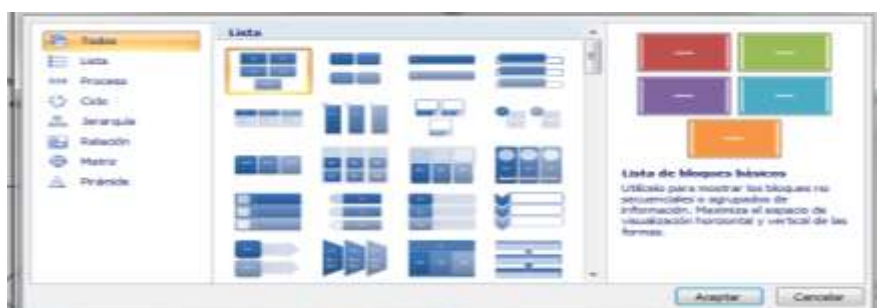 Todos
Lista
Proceso
Ciclo
Jerarquía
Relación
Matriz
Pirámide
Lista
Lista de bloques básicos
Utilícelo para mostrar los bloques no
secuenciales o agrupados de
información. Maximiza el espacio de
visualización horizontal y vertical de las
formas.
Aceptar
Cancelar